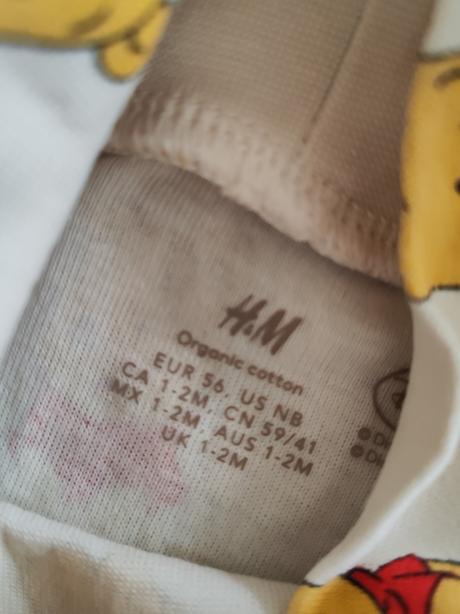 H&M
Organic cotton
EUR 56, US NB
CA 1-2M, CN 59/41
MX 1-2M, AUS 1-2M
UK 1-2M